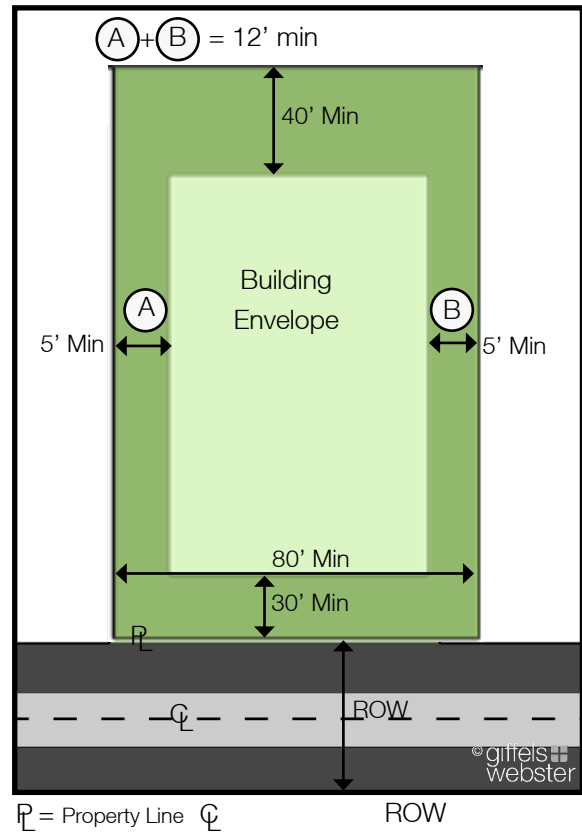 A + B = 12’ min
40’ Min
Building
Envelope
A
B
5’ Min
5’ Min
80’ Min
30’ Min
PL
CL
ROW
© giffels
webster
PL = Property Line CL ROW